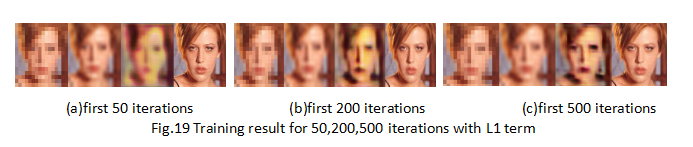 (a)first 50 iterations (b)first 200 iterations (c)first 500 iterations
Fig.19 Training result for 50,200,500 iterations with L1 term